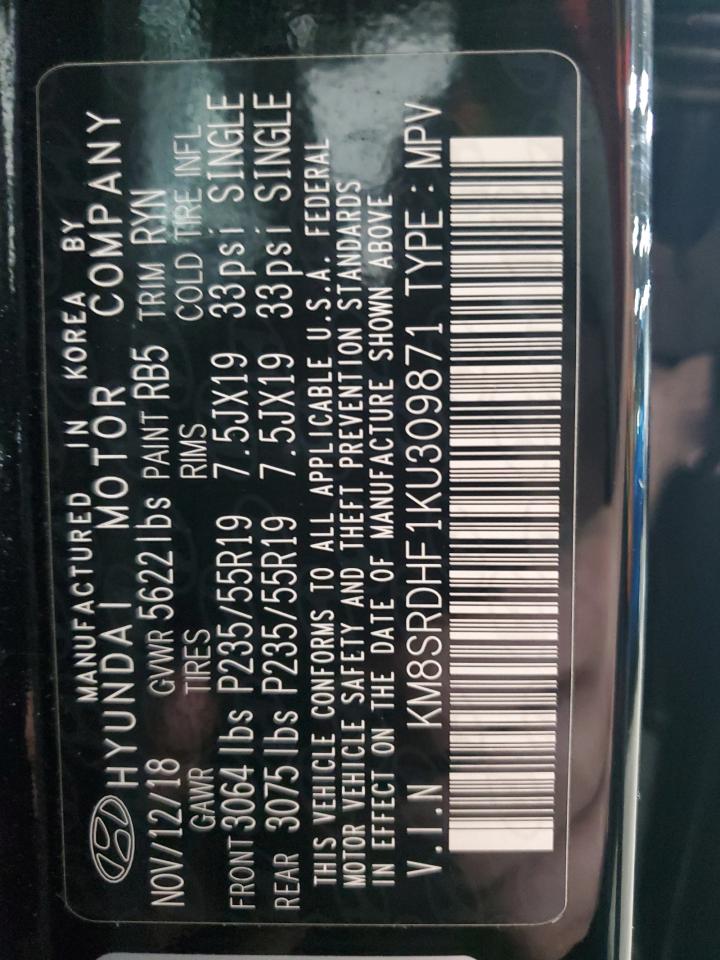 MANUFACTURED IN KOREA BY
HYUNDAI MOTOR COMPANY
NOV/12/18 GVWR 5622 lbs PAINT RB5 TRIM RYN
GAWR TIRES RIMS COLD TIRE INFL
FRONT 3064 lbs P235/55R19 7.5JX19 33psi SINGLE
REAR 3075 lbs P235/55R19 7.5JX19 33psi SINGLE
THIS VEHICLE CONFORMS TO ALL APPLICABLE U.S.A. FEDERAL
MOTOR VEHICLE SAFETY AND THEFT PREVENTION STANDARDS
IN EFFECT ON THE DATE OF MANUFACTURE SHOWN ABOVE
V.I.N KM8SRDHF1KU309871 TYPE : MPV